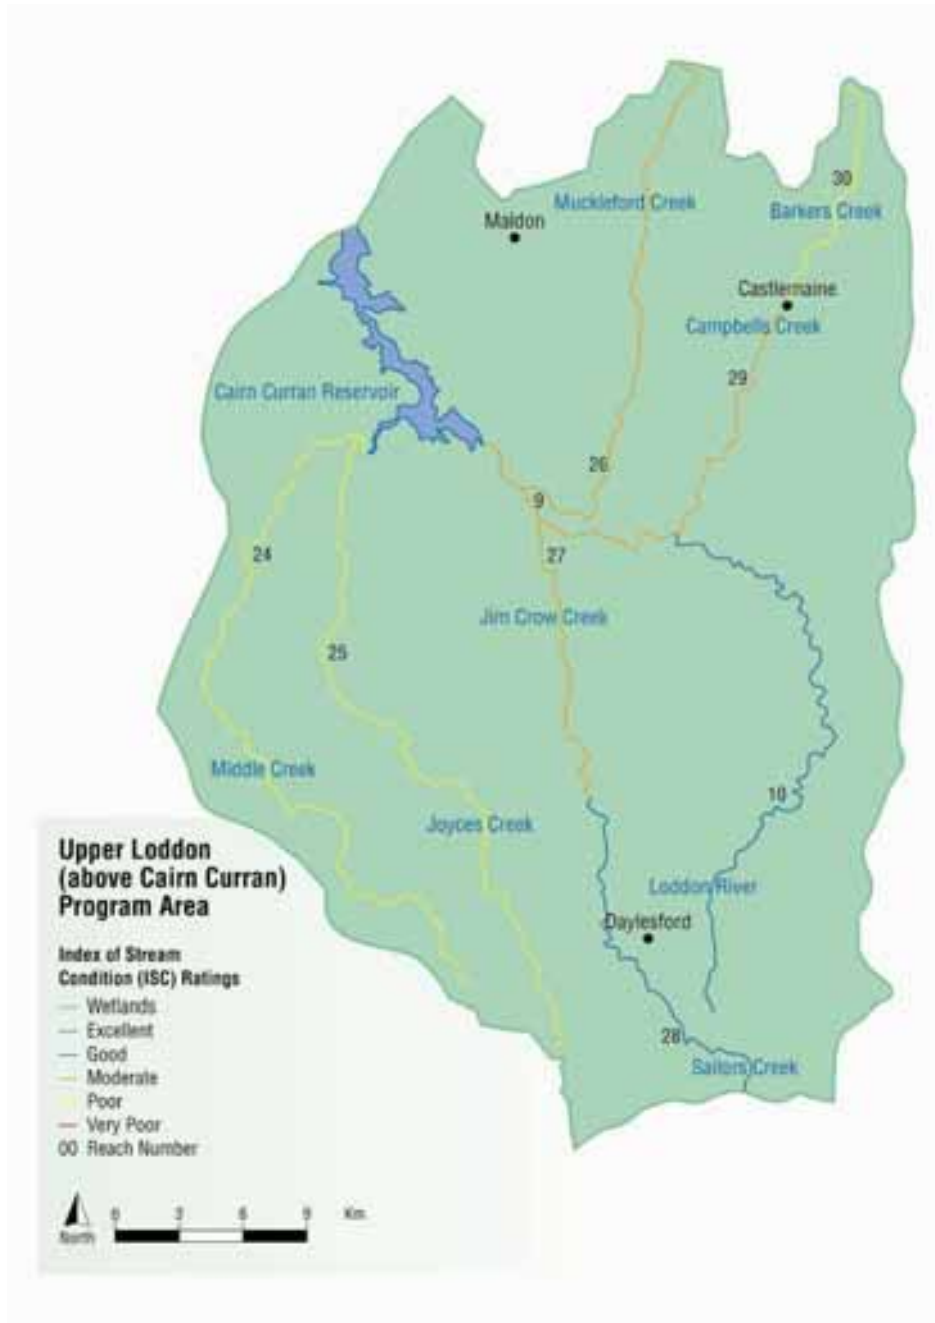 30
Muckleford Creek
Barkers Creek
Maldon
Castlemaine
Campbells Creek
29
Cairn Curran Reservoir
26
9
24
27
Jim Crow Creek
25
Middle Creek
10
Joyces Creek
Loddon River
Daylesford
28
Sailors Creek
Upper Loddon
(above Cairn Curran)
Program Area
Index of Stream
Condition (ISC) Ratings
Wetlands
Excellent
Good
Moderate
Poor
Very Poor
00 Reach Number
North
0 3 6 9 Km